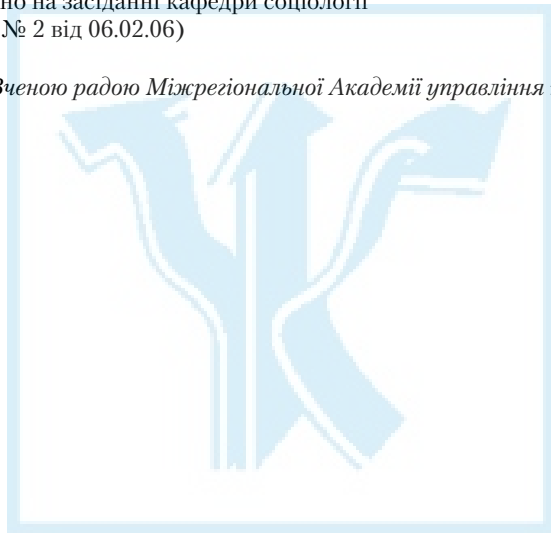 но на засіданні кафедри соціології
№ 2 від 06.02.06)
Вченою радою Міжрегіональної Академії управління